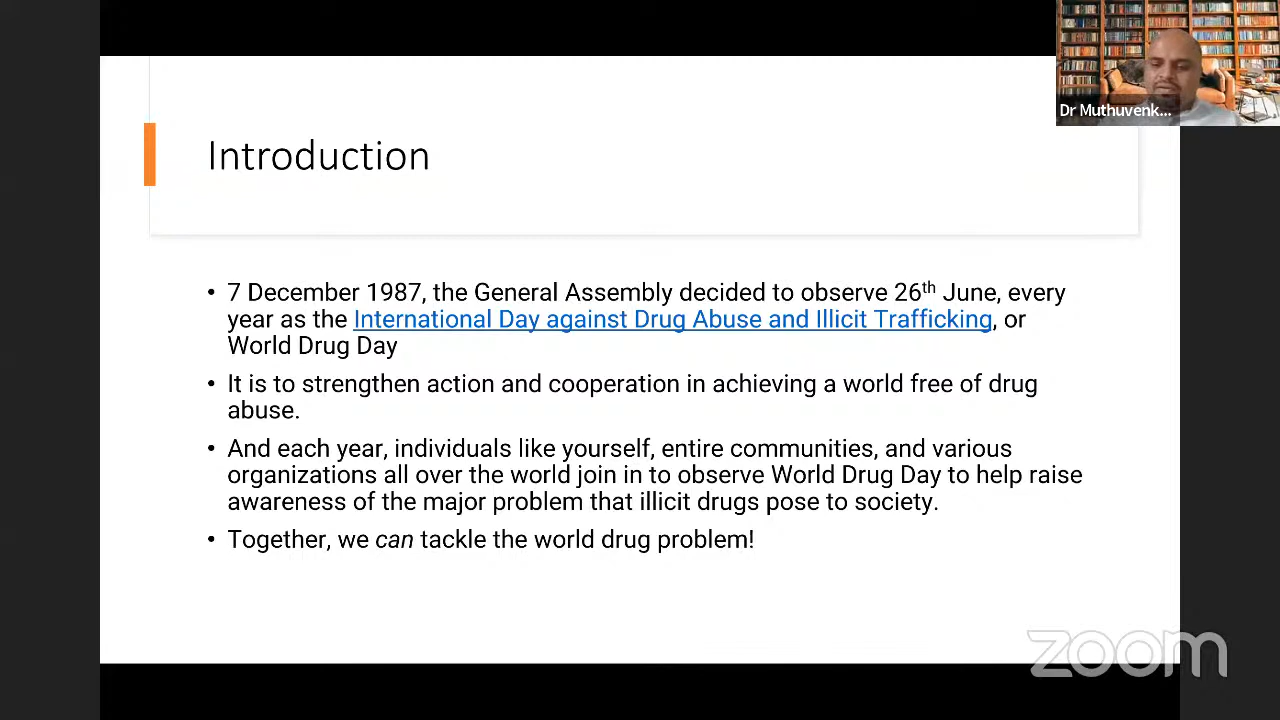 Dr Muthuvenk...
Introduction
• 7 December 1987, the General Assembly decided to observe 26th June, every
year as the International Day against Drug Abuse and Illicit Trafficking, or
World Drug Day
• It is to strengthen action and cooperation in achieving a world free of drug
abuse.
• And each year, individuals like yourself, entire communities, and various
organizations all over the world join in to observe World Drug Day to help raise
awareness of the major problem that illicit drugs pose to society.
• Together, we can tackle the world drug problem!
zoom